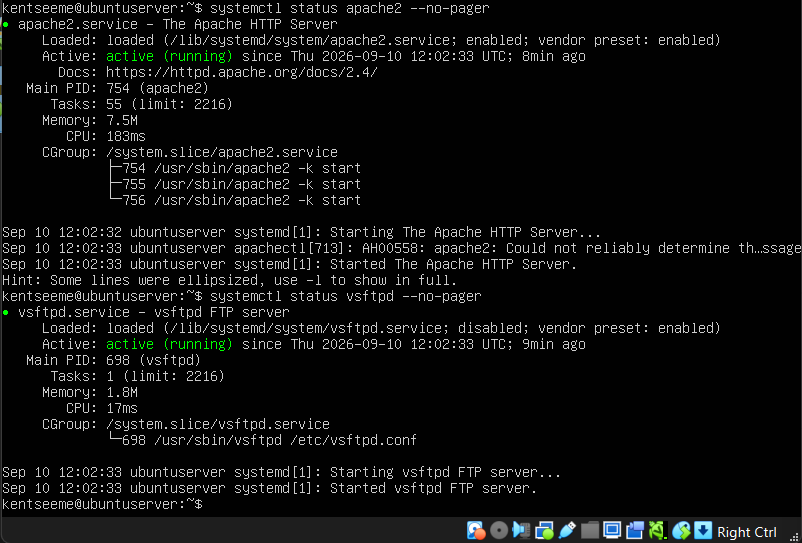 kentseeme@ubuntuserver:~$ systemctl status apache2 --no-pager
● apache2.service - The Apache HTTP Server
     Loaded: loaded (/lib/systemd/system/apache2.service; enabled; vendor preset: enabled)
     Active: active (running) since Thu 2026-09-10 12:02:33 UTC; 8min ago
       Docs: https://httpd.apache.org/docs/2.4/
   Main PID: 754 (apache2)
      Tasks: 55 (limit: 2216)
     Memory: 7.5M
        CPU: 183ms
     CGroup: /system.slice/apache2.service
             ├─754 /usr/sbin/apache2 -k start
             ├─755 /usr/sbin/apache2 -k start
             └─756 /usr/sbin/apache2 -k start

Sep 10 12:02:32 ubuntuserver systemd[1]: Starting The Apache HTTP Server...
Sep 10 12:02:33 ubuntuserver apachectl[713]: AH00558: apache2: Could not reliably determine th…ssage
Sep 10 12:02:33 ubuntuserver systemd[1]: Started The Apache HTTP Server.
Hint: Some lines were ellipsized, use -l to show in full.
kentseeme@ubuntuserver:~$ systemctl status vsftpd --no-pager
● vsftpd.service - vsftpd FTP server
     Loaded: loaded (/lib/systemd/system/vsftpd.service; disabled; vendor preset: enabled)
     Active: active (running) since Thu 2026-09-10 12:02:33 UTC; 9min ago
   Main PID: 698 (vsftpd)
      Tasks: 1 (limit: 2216)
     Memory: 1.8M
        CPU: 17ms
     CGroup: /system.slice/vsftpd.service
             └─698 /usr/sbin/vsftpd /etc/vsftpd.conf

Sep 10 12:02:33 ubuntuserver systemd[1]: Starting vsftpd FTP server...
Sep 10 12:02:33 ubuntuserver systemd[1]: Started vsftpd FTP server.
kentseeme@ubuntuserver:~$
Right Ctrl